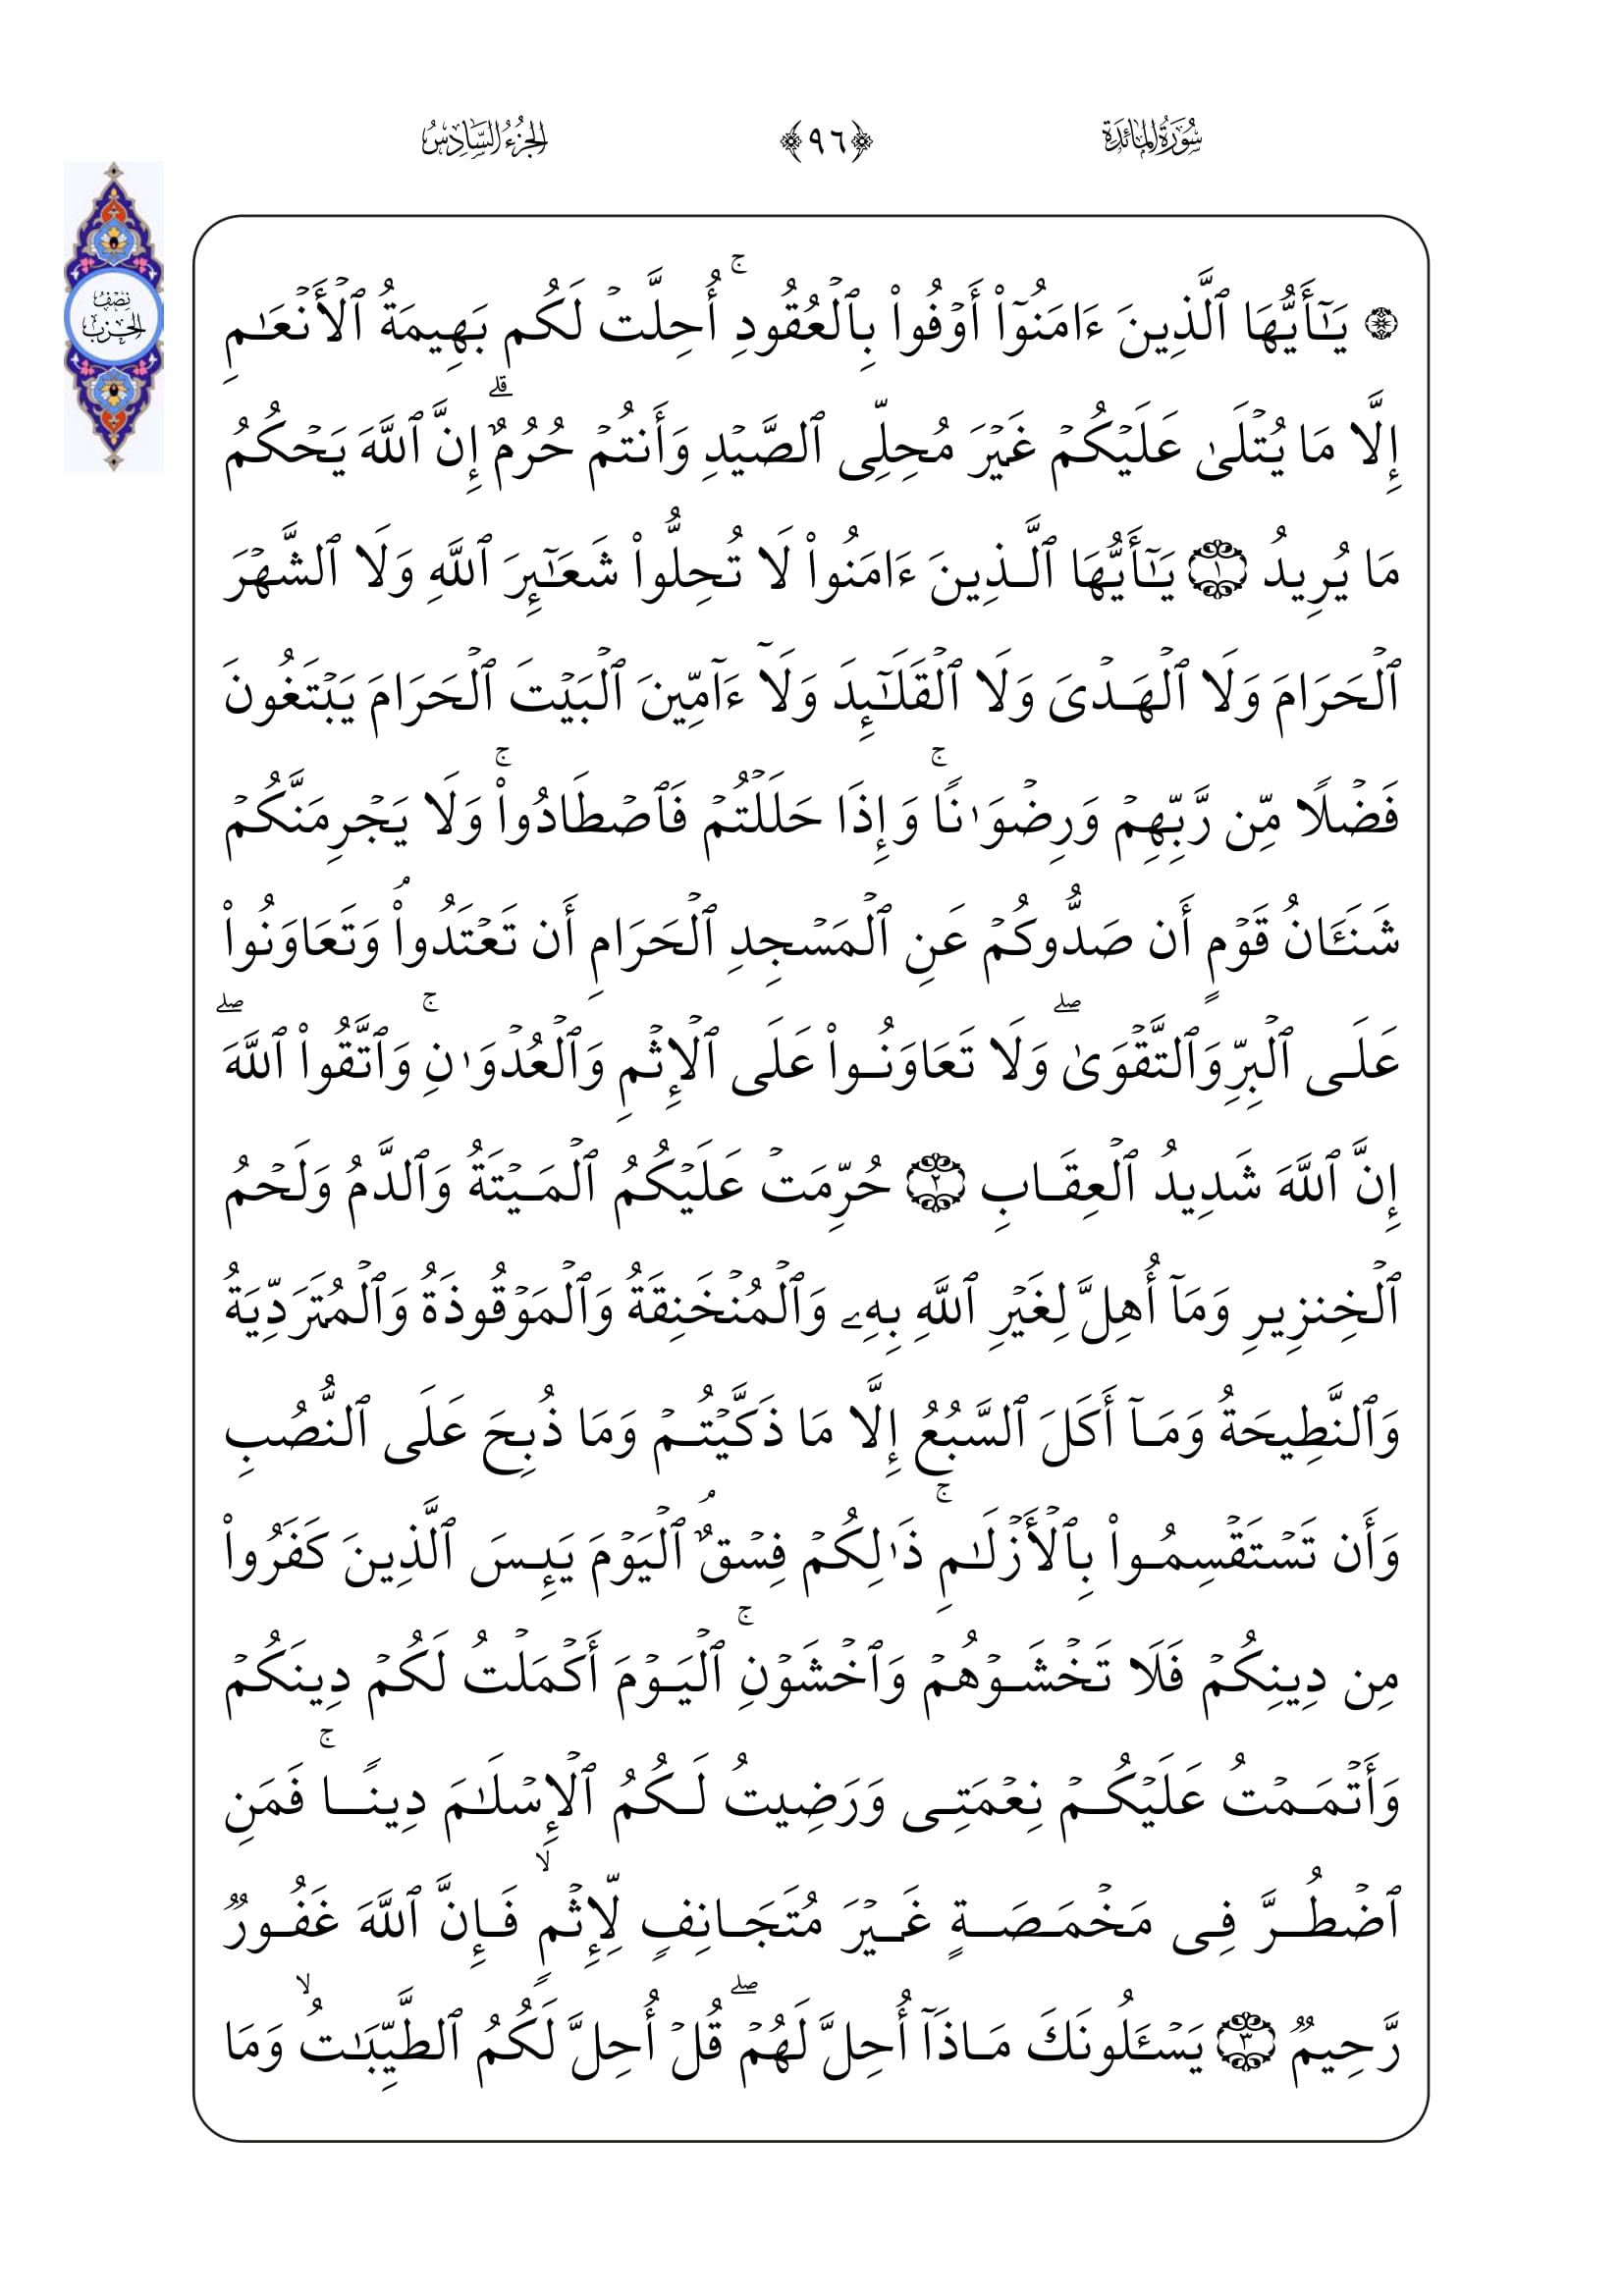 سُورَةُ المَائدَة
﴿٩٦﴾
الجُزْءُ السَّادِسُ
نِصْفُ
الحِزْبِ
۞ يَـٰٓأَيُّهَا ٱلَّذِينَ ءَامَنُوٓا۟ أَوْفُوا۟ بِٱلْعُقُودِ ۚ أُحِلَّتْ لَكُم بَهِيمَةُ ٱلْأَنْعَـٰمِ
إِلَّا مَا يُتْلَىٰ عَلَيْكُمْ غَيْرَ مُحِلِّى ٱلصَّيْدِ وَأَنتُمْ حُرُمٌ ۗ إِنَّ ٱللَّهَ يَحْكُمُ
مَا يُرِيدُ ١ يَـٰٓأَيُّهَا ٱلَّذِينَ ءَامَنُوا۟ لَا تُحِلُّوا۟ شَعَـٰٓئِرَ ٱللَّهِ وَلَا ٱلشَّهْرَ
ٱلْحَرَامَ وَلَا ٱلْهَدْىَ وَلَا ٱلْقَلَـٰٓئِدَ وَلَآ ءَآمِّينَ ٱلْبَيْتَ ٱلْحَرَامَ يَبْتَغُونَ
فَضْلًا مِّن رَّبِّهِمْ وَرِضْوَٰنًا ۚ وَإِذَا حَلَلْتُمْ فَٱصْطَادُوا۟ ۚ وَلَا يَجْرِمَنَّكُمْ
شَنَـَٔانُ قَوْمٍ أَن صَدُّوكُمْ عَنِ ٱلْمَسْجِدِ ٱلْحَرَامِ أَن تَعْتَدُوا۟ ۘ وَتَعَاوَنُوا۟
عَلَى ٱلْبِرِّ وَٱلتَّقْوَىٰ ۖ وَلَا تَعَاوَنُوا۟ عَلَى ٱلْإِثْمِ وَٱلْعُدْوَٰنِ ۚ وَٱتَّقُوا۟ ٱللَّهَ ۖ
إِنَّ ٱللَّهَ شَدِيدُ ٱلْعِقَابِ ٢ حُرِّمَتْ عَلَيْكُمُ ٱلْمَيْتَةُ وَٱلدَّمُ وَلَحْمُ
ٱلْخِنزِيرِ وَمَآ أُهِلَّ لِغَيْرِ ٱللَّهِ بِهِۦ وَٱلْمُنْخَنِقَةُ وَٱلْمَوْقُوذَةُ وَٱلْمُتَرَدِّيَةُ
وَٱلنَّطِيحَةُ وَمَآ أَكَلَ ٱلسَّبُعُ إِلَّا مَا ذَكَّيْتُمْ وَمَا ذُبِحَ عَلَى ٱلنُّصُبِ
وَأَن تَسْتَقْسِمُوا۟ بِٱلْأَزْلَـٰمِ ۚ ذَٰلِكُمْ فِسْقٌ ۘ ٱلْيَوْمَ يَئِسَ ٱلَّذِينَ كَفَرُوا۟
مِن دِينِكُمْ فَلَا تَخْشَوْهُمْ وَٱخْشَوْنِ ۚ ٱلْيَوْمَ أَكْمَلْتُ لَكُمْ دِينَكُمْ
وَأَتْمَمْتُ عَلَيْكُمْ نِعْمَتِى وَرَضِيتُ لَكُمُ ٱلْإِسْلَـٰمَ دِينًا ۚ فَمَنِ
ٱضْطُرَّ فِى مَخْمَصَةٍ غَيْرَ مُتَجَانِفٍ لِّإِثْمٍ ۙ فَإِنَّ ٱللَّهَ غَفُورٌ
رَّحِيمٌ ٣ يَسْـَٔلُونَكَ مَاذَآ أُحِلَّ لَهُمْ ۖ قُلْ أُحِلَّ لَكُمُ ٱلطَّيِّبَـٰتُ ۙ وَمَا